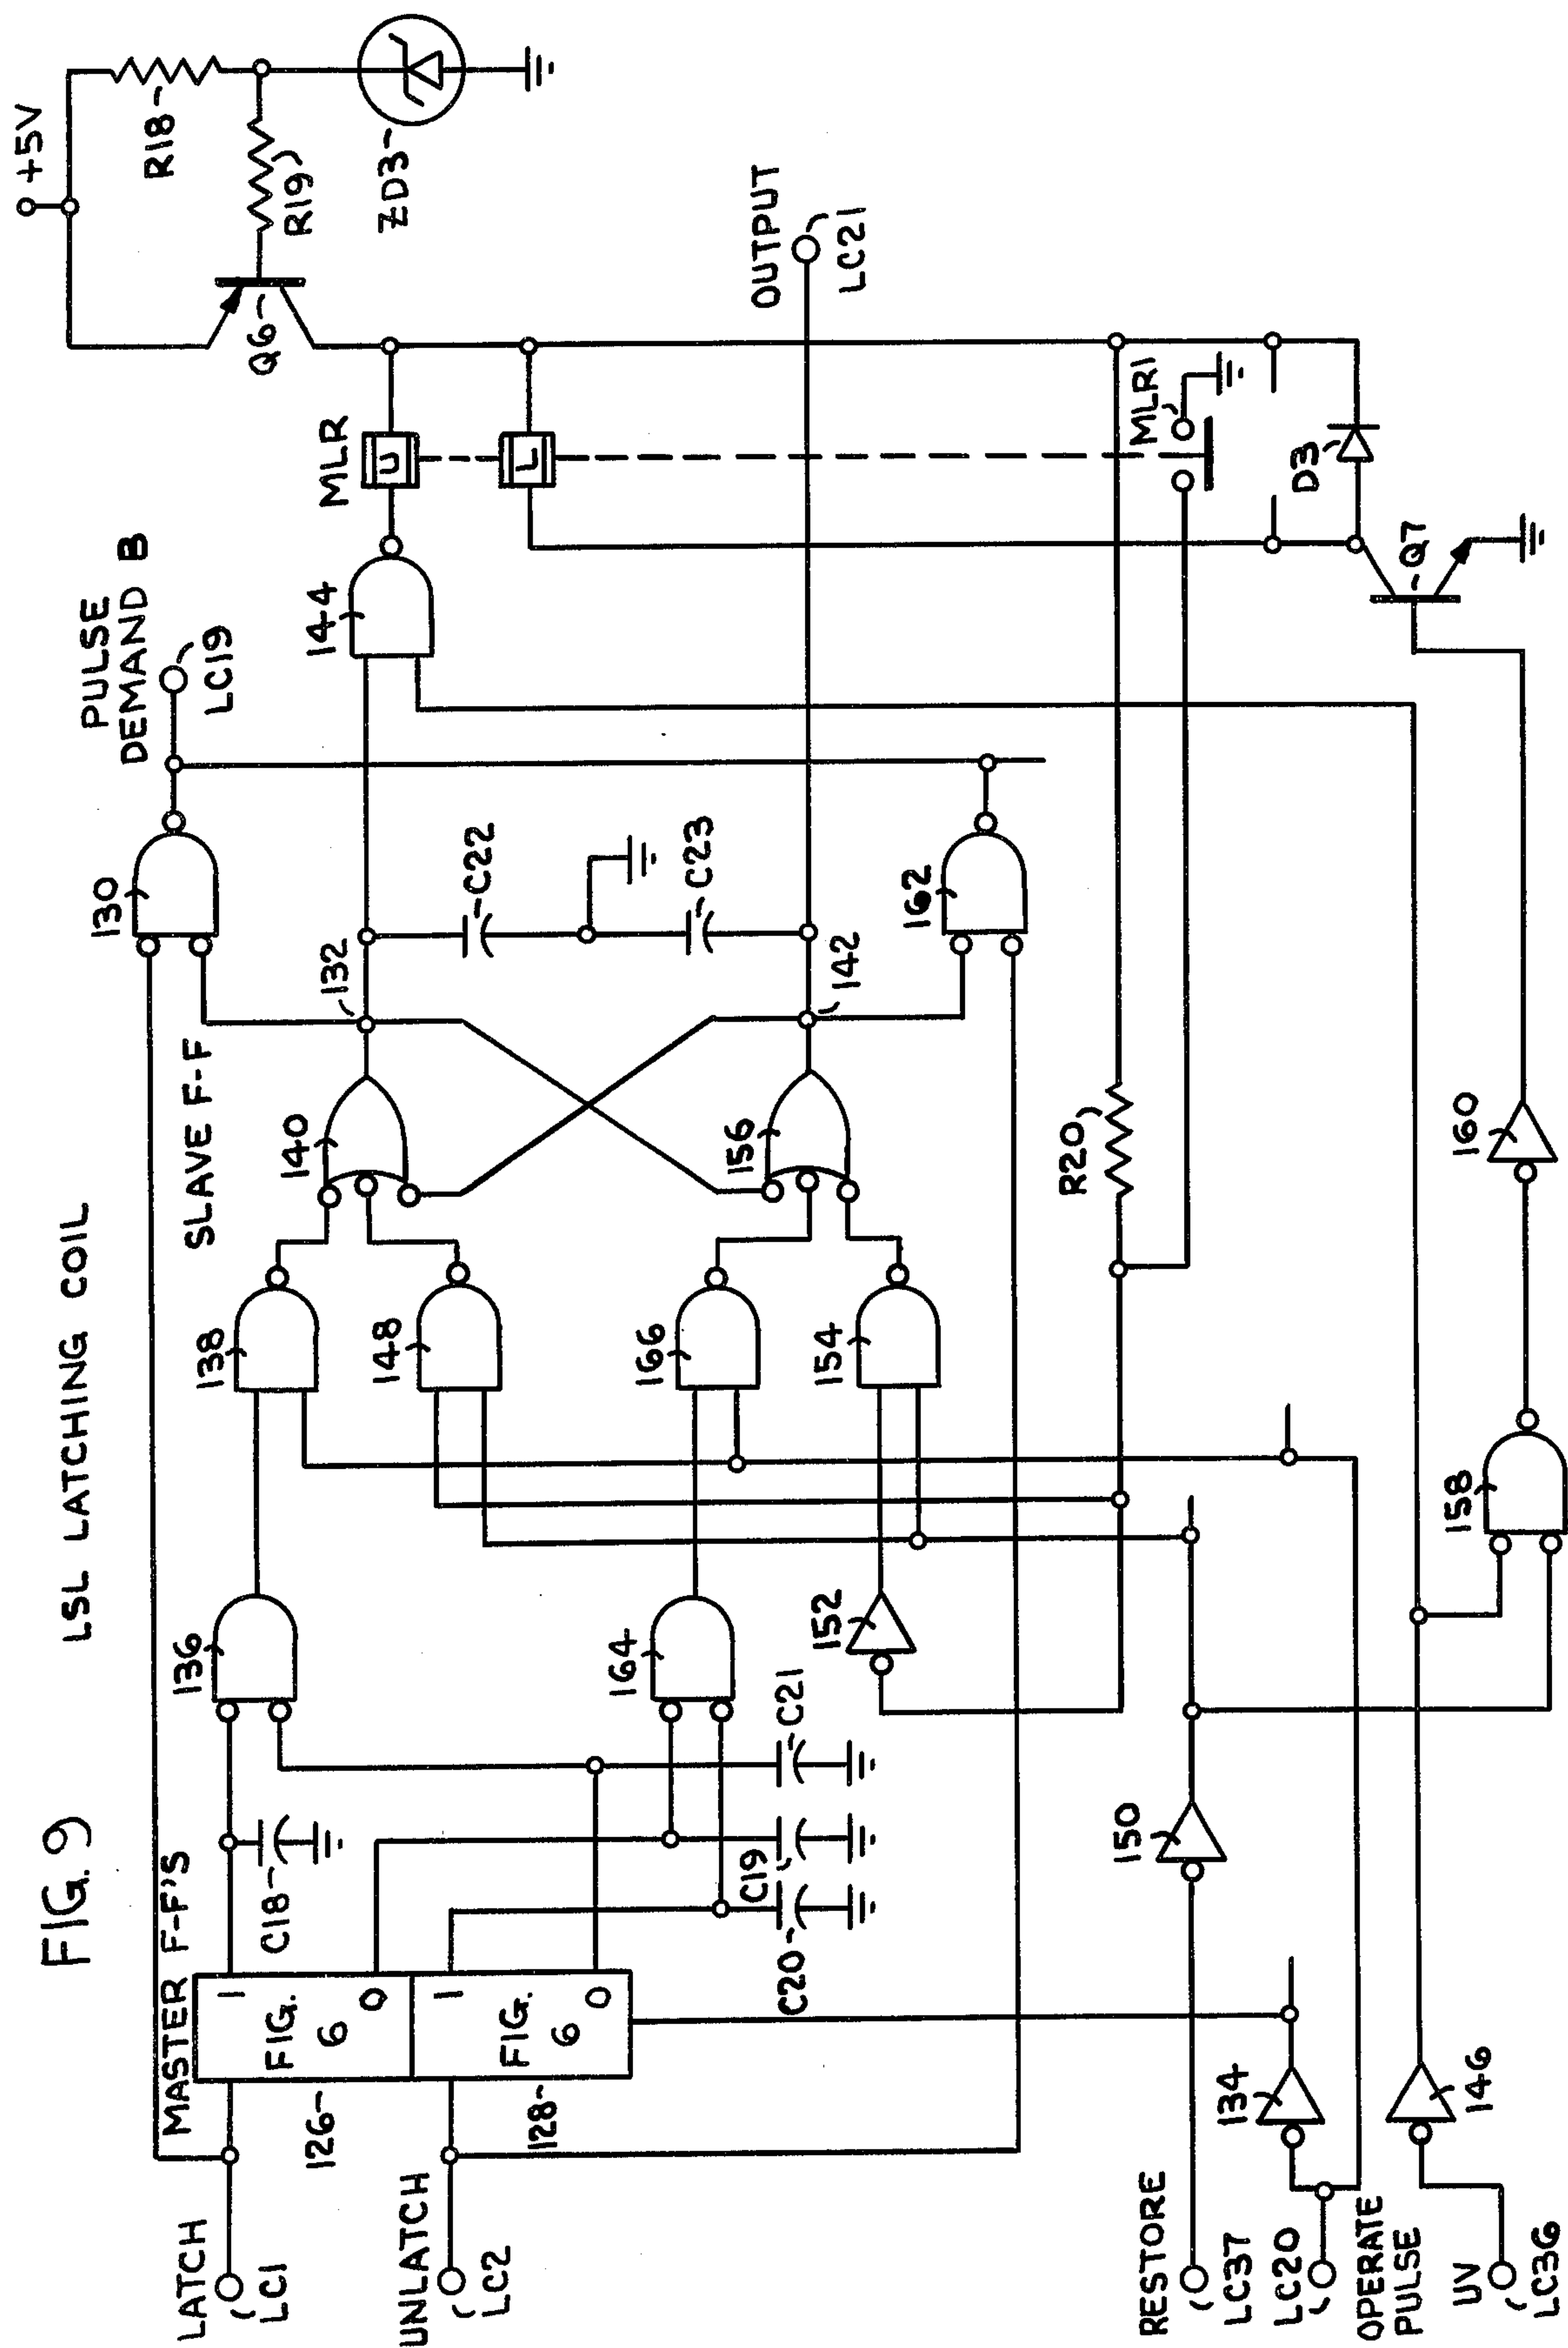 FIG. 9
LSL LATCHING COIL
LATCH
LC1
MASTER F-F'S
1
FIG.
6
0
126
UNLATCH
LC2
1
FIG.
6
0
128
C18
C19
C20
C21
136
164
152
138
148
166
154
SLAVE F-F
140
156
132
142
130
162
C22
C23
PULSE
DEMAND B
LC19
144
MLR
U
L
OUTPUT
LC21
+5V
R18
R19
ZD3
Q6
MLR1
D3
Q7
R20
RESTORE
LC37
150
LC20
OPERATE
PULSE
134
UV
LC36
146
158
160